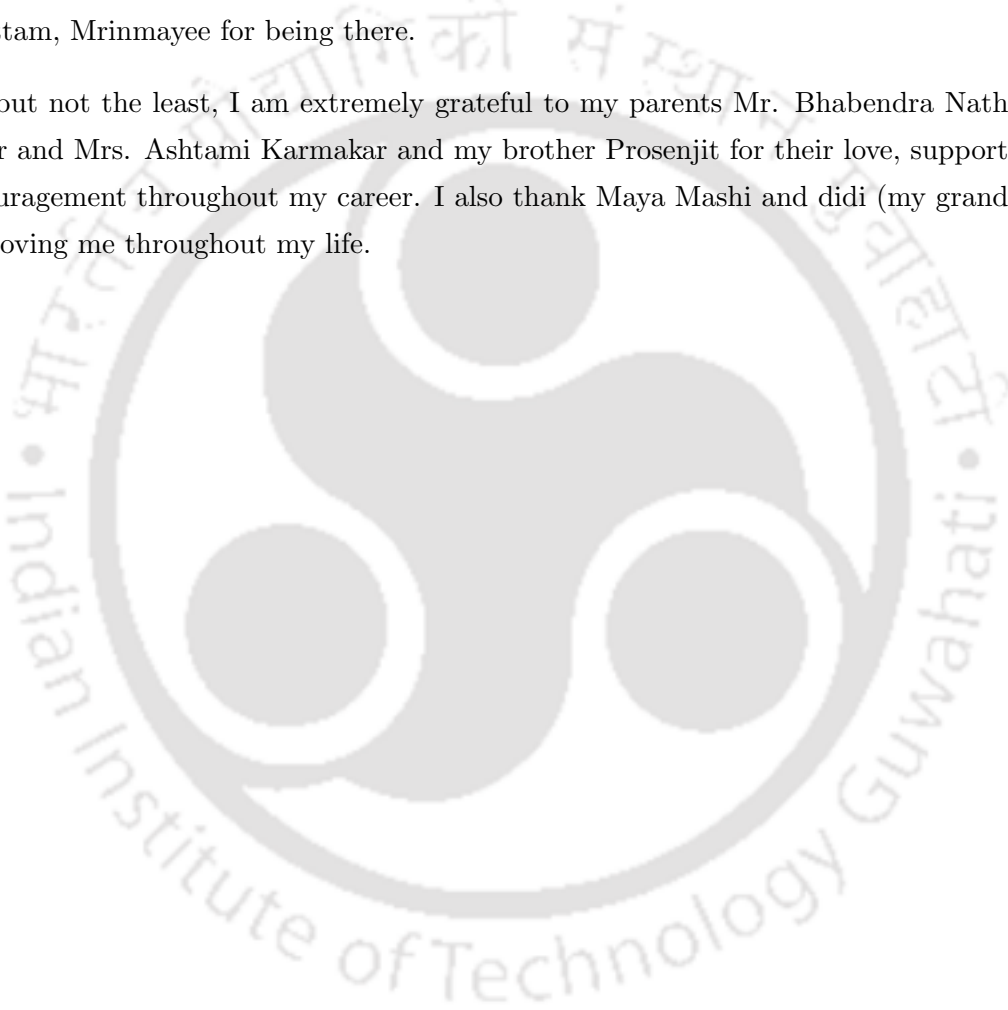 tam, Mrinmayee for being there.
but not the least, I am extremely grateful to my parents Mr. Bhabendra Nath
r and Mrs. Ashtami Karmakar and my brother Prosenjit for their love, support
uragement throughout my career. I also thank Maya Mashi and didi (my grand
oving me throughout my life.
भारतीय प्रौद्योगिकी संस्थान गुवाहाटी
Indian Institute of Technology Guwahati